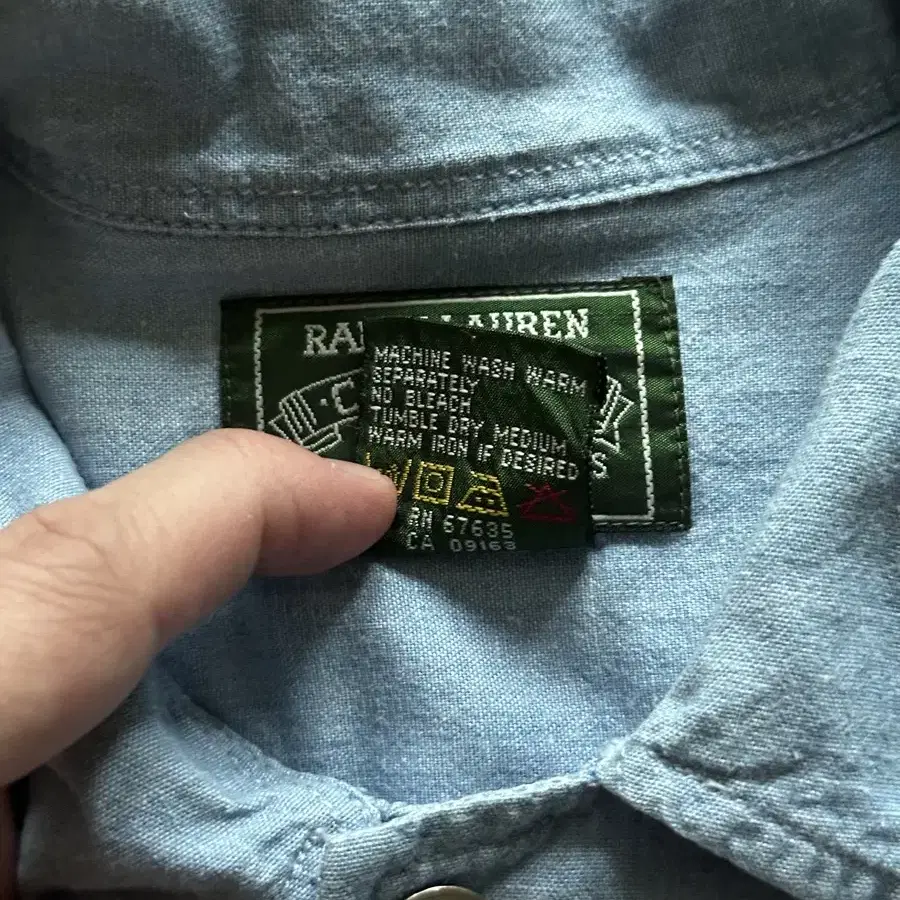 RA LAUREN
·C
S
MACHINE WASH WARM
SEPARATELY
NO BLEACH
TUMBLE DRY MEDIUM
WARM IRON IF DESIRED
RN 67635
CA 09163